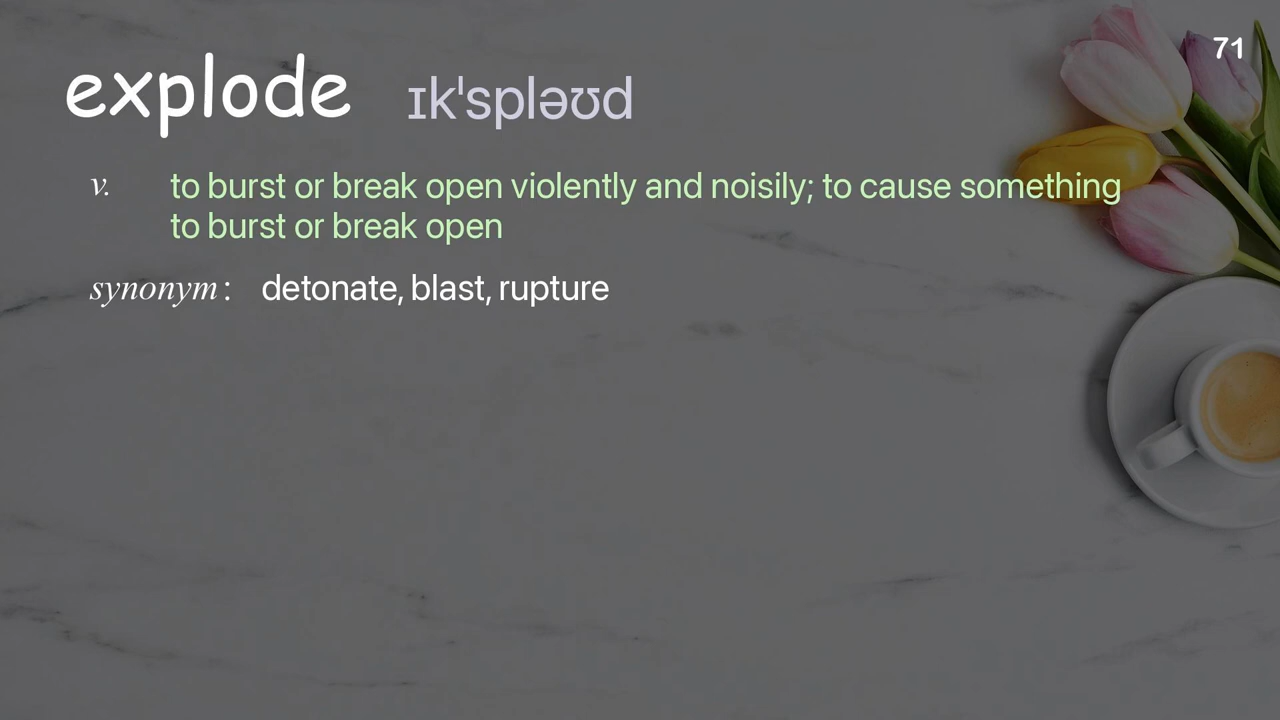 71
explode ɪk'spləʊd
v. to burst or break open violently and noisily; to cause something
to burst or break open
synonym: detonate, blast, rupture